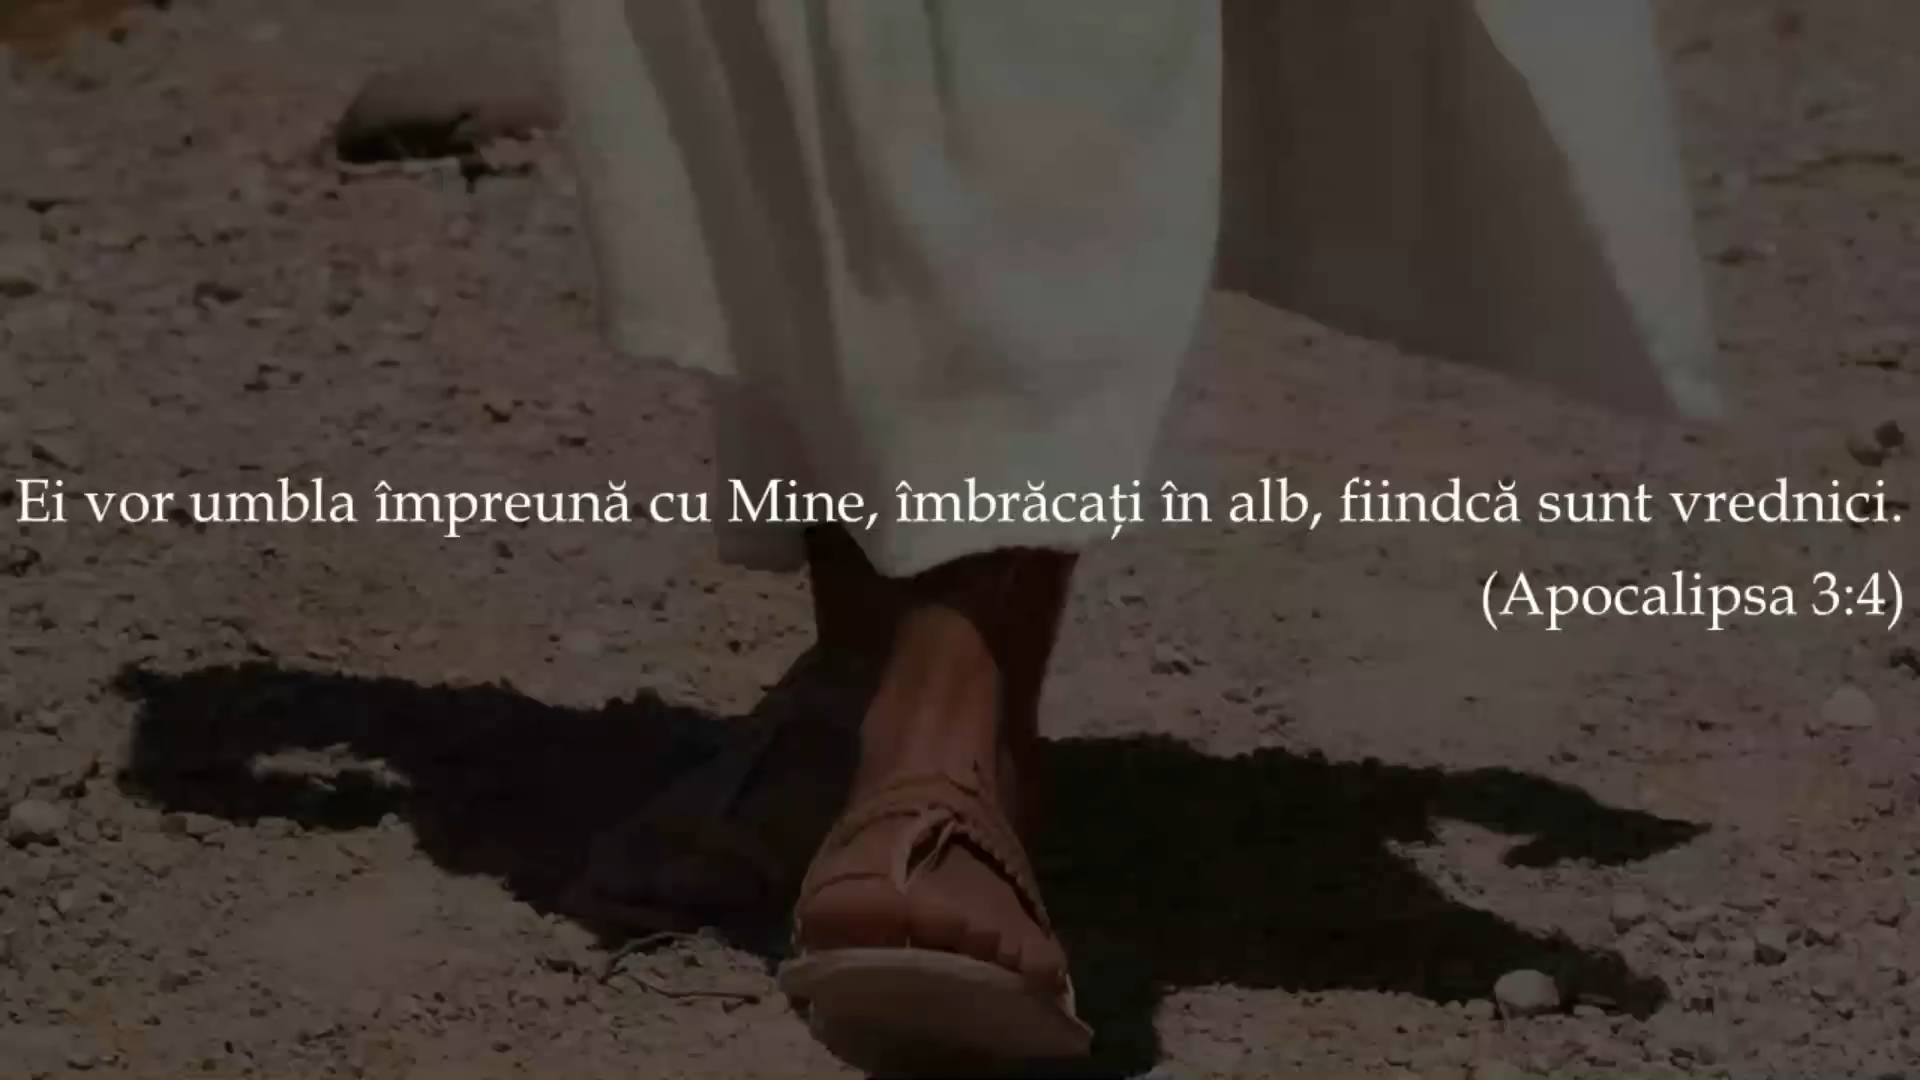 Ei vor umbla împreună cu Mine, îmbrăcați în alb, fiindcă sunt vrednici.
(Apocalipsa 3:4)